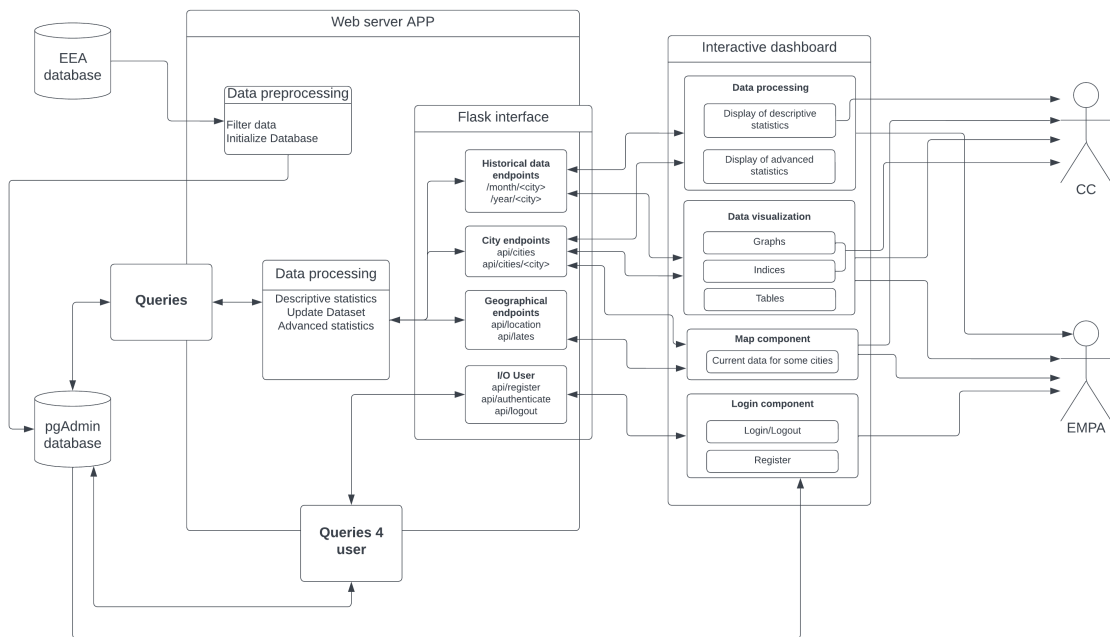 Web server APP
EEA
database
Data preprocessing
Filter data
Initialize Database
Flask interface
Historical data
endpoints
/month/<city>
/year/<city>
City endpoints
api/cities
api/cities/<city>
Geographical
endpoints
api/location
api/lates
I/O User
api/register
api/authenticate
api/logout
Queries
Data processing
Descriptive statistics
Update Dataset
Advanced statistics
pgAdmin
database
Queries 4
user
Interactive dashboard
Data processing
Display of descriptive
statistics
Display of advanced
statistics
Data visualization
Graphs
Indices
Tables
Map component
Current data for some cities
Login component
Login/Logout
Register
CC
EMPA